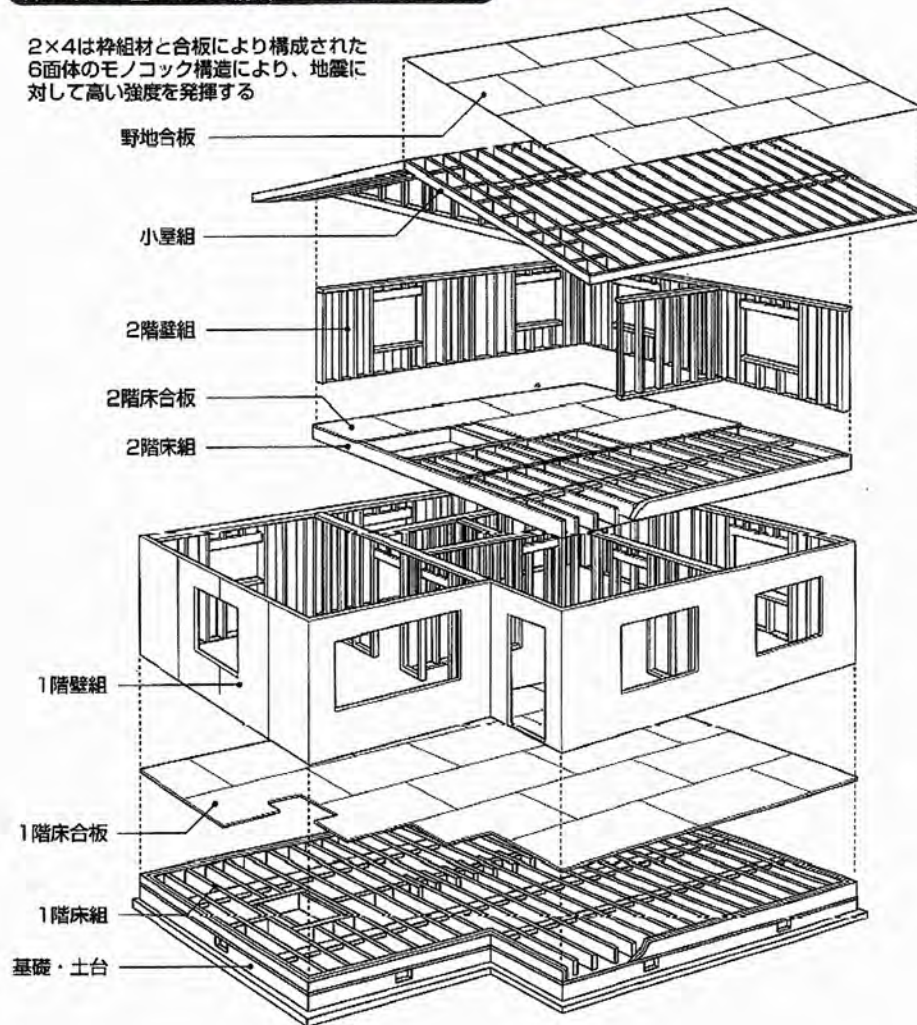 2×4は枠組材と合板により構成された
6面体のモノコック構造により、地震に
対して高い強度を発揮する
野地合板
小屋組
2階壁組
2階床合板
2階床組
1階壁組
1階床合板
1階床組
基礎・土台